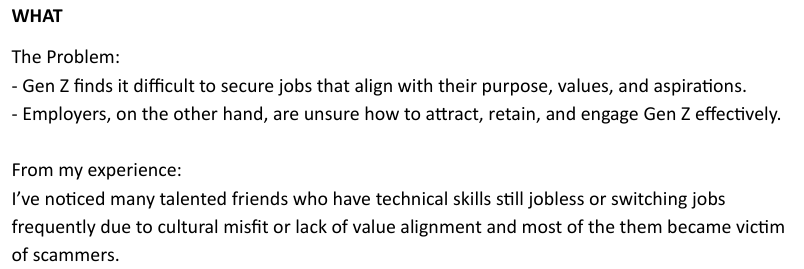 WHAT
The Problem:
- Gen Z finds it difficult to secure jobs that align with their purpose, values, and aspirations.
- Employers, on the other hand, are unsure how to attract, retain, and engage Gen Z effectively.
From my experience:
I’ve noticed many talented friends who have technical skills still jobless or switching jobs
frequently due to cultural misfit or lack of value alignment and most of the them became victim
of scammers.